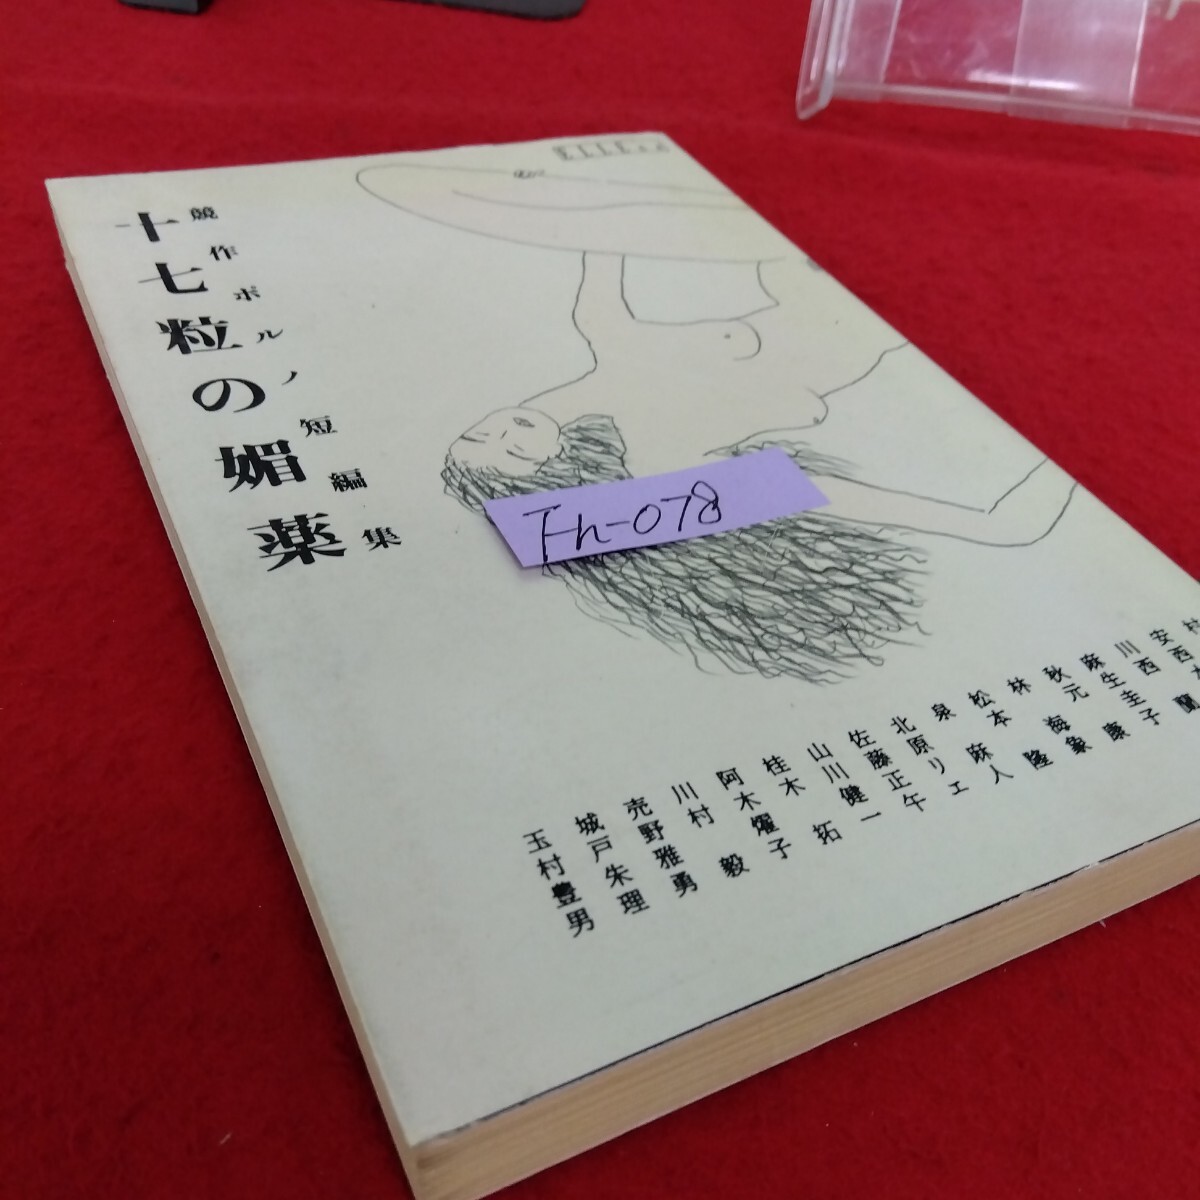 競作ポルノ短編集
十七粒の媚薬
Fh-078
村
安西
川西蘭
麻生圭子
秋元康
林海象
松本隆
泉麻人
北原リエ
佐藤正午
山川健一
桂木拓
阿木燿子
川村毅
売野雅勇
城戸朱理
玉村豊男